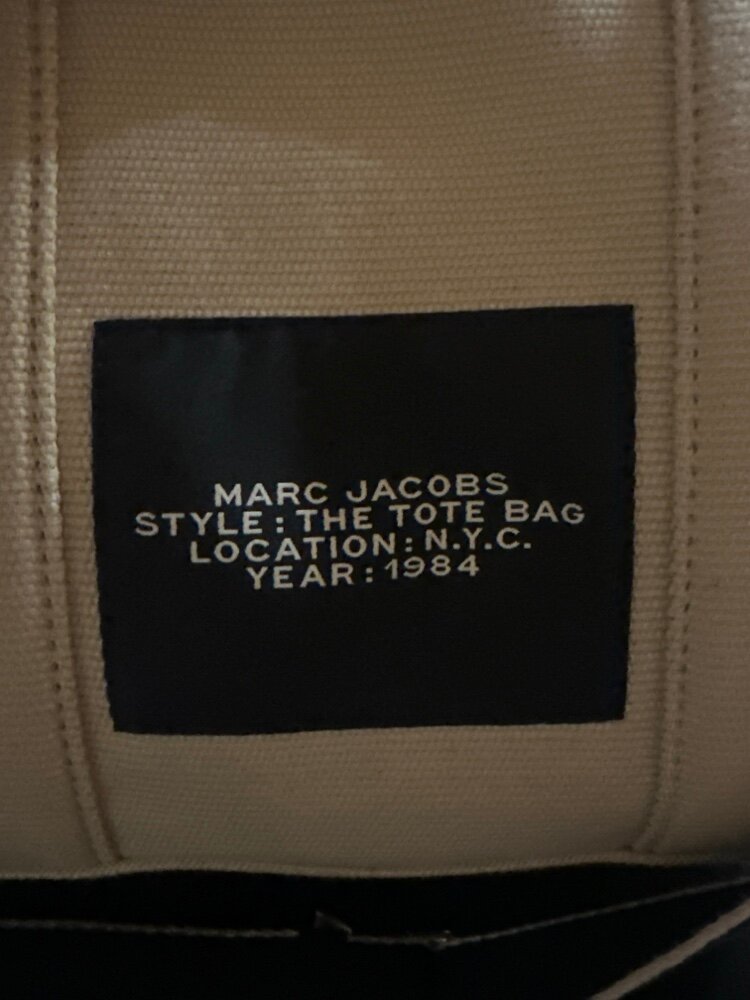 MARC JACOBS
STYLE: THE TOTE BAG
LOCATION: N.Y.C.
YEAR: 1984